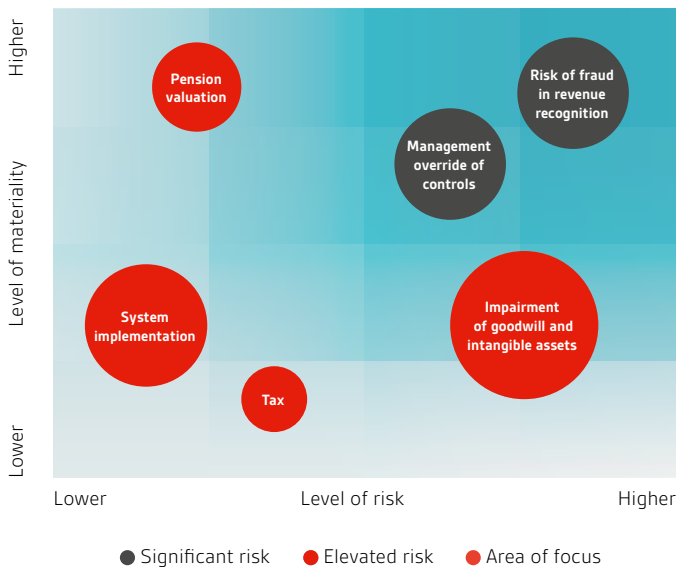 Higher
Level of materiality
Lower
Pension
valuation
Risk of fraud
in revenue
recognition
Management
override of
controls
System
implementation
Impairment
of goodwill and
intangible assets
Tax
Lower
Level of risk
Higher
Significant risk
Elevated risk
Area of focus